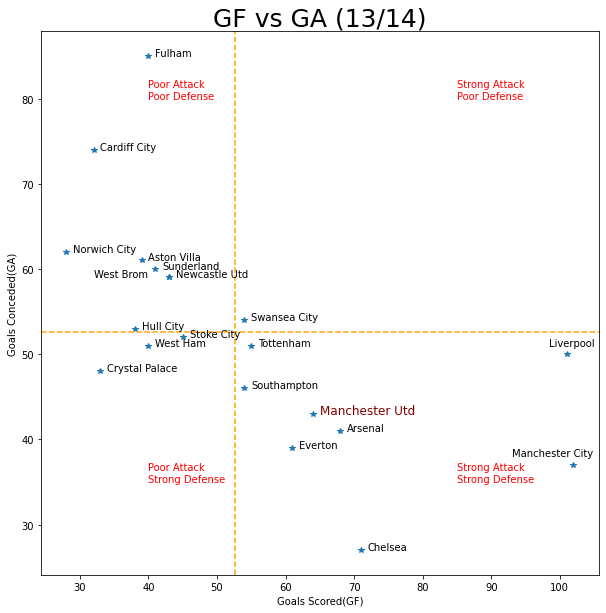 GF vs GA (13/14)
Fulham
Poor Attack
Poor Defense
Strong Attack
Poor Defense
80
Cardiff City
70
Norwich City
Aston Villa
Sunderland
60
West Brom
Newcastle Utd
Goals Conceded(GA)
Swansea City
Hull City
Stoke City
West Ham
Tottenham
Liverpool
50
Crystal Palace
Southampton
Manchester Utd
Arsenal
40
Everton
Manchester City
Poor Attack
Strong Defense
Strong Attack
Strong Defense
30
Chelsea
30 40 50 60 70 80 90 100
Goals Scored(GF)